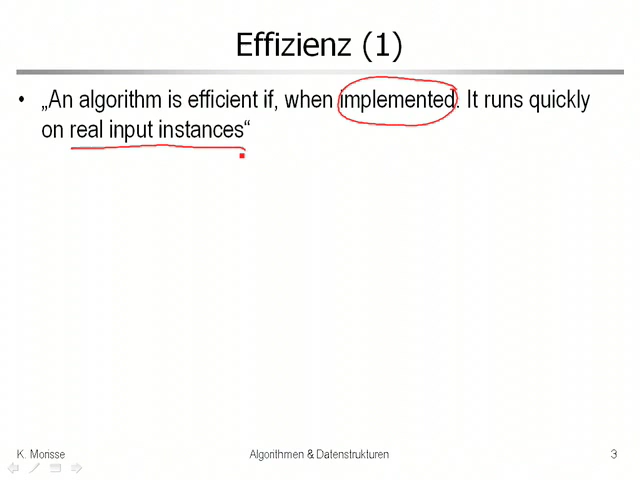 Effizienz (1)
• „An algorithm is efficient if, when implemented. It runs quickly
on real input instances“
K. Morisse
Algorithmen & Datenstrukturen
3